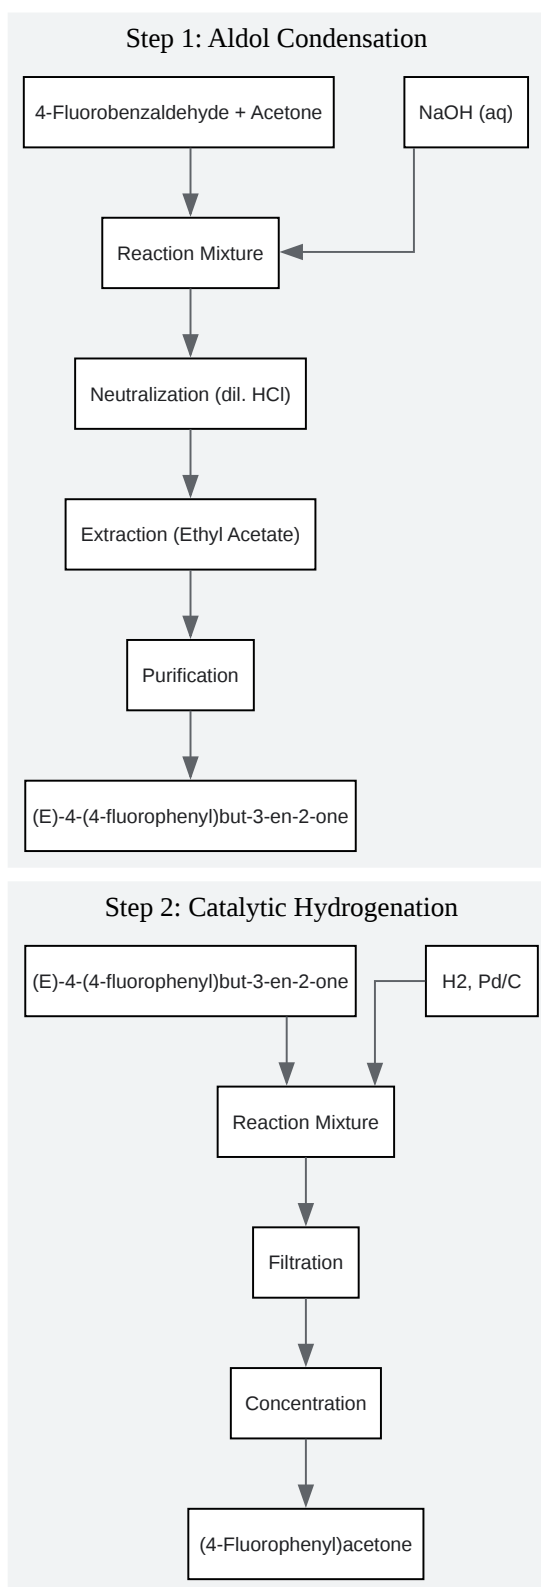 Step 1: Aldol Condensation
4-Fluorobenzaldehyde + Acetone
NaOH (aq)
Reaction Mixture
Neutralization (dil. HCl)
Extraction (Ethyl Acetate)
Purification
(E)-4-(4-fluorophenyl)but-3-en-2-one
Step 2: Catalytic Hydrogenation
(E)-4-(4-fluorophenyl)but-3-en-2-one
H2, Pd/C
Reaction Mixture
Filtration
Concentration
(4-Fluorophenyl)acetone